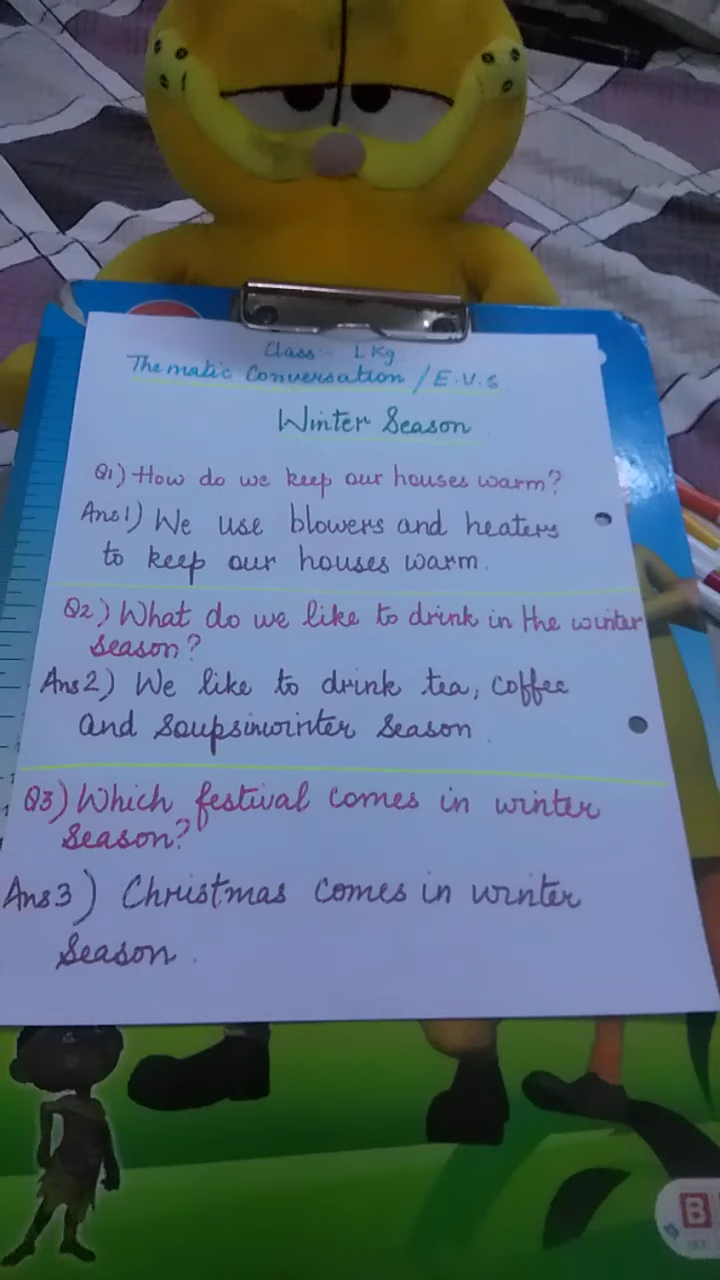 Class:- LKg
Thematic Conversation / E.V.S
Winter Season
Q1) How do we keep our houses warm?
Ans1) We use blowers and heaters
to keep our houses warm.
Q2) What do we like to drink in the winter
season?
Ans2) We like to drink tea, coffee
and soupsinwinter season.
Q3) Which festival comes in winter
season?
Ans3) Christmas comes in winter
season.
B